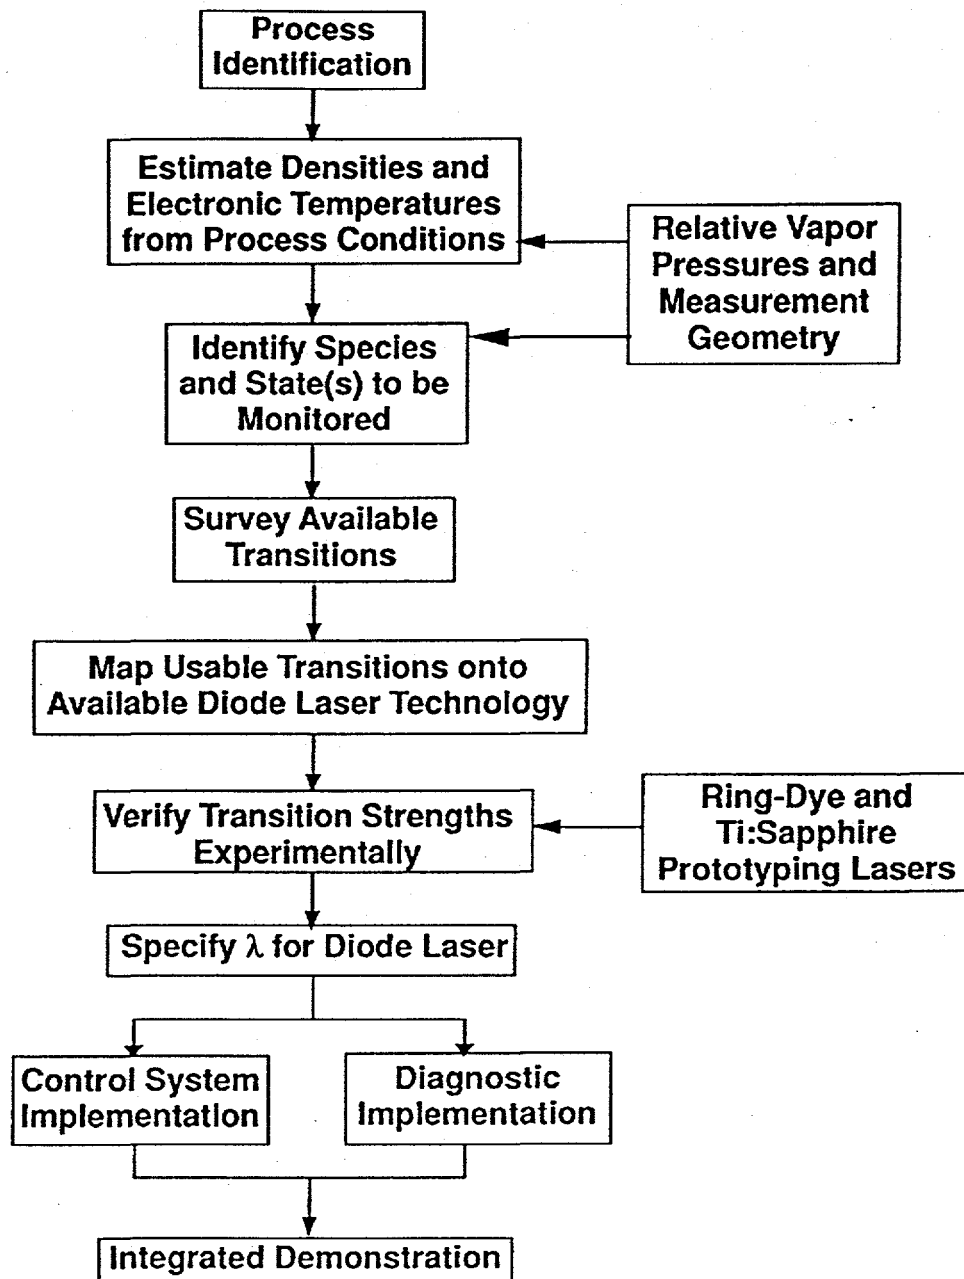 Process
Identification
Estimate Densities and
Electronic Temperatures
from Process Conditions
Relative Vapor
Pressures and
Measurement
Geometry
Identify Species
and State(s) to be
Monitored
Survey Available
Transitions
Map Usable Transitions onto
Available Diode Laser Technology
Verify Transition Strengths
Experimentally
Ring-Dye and
Ti:Sapphire
Prototyping Lasers
Specify λ for Diode Laser
Control System
Implementation
Diagnostic
Implementation
Integrated Demonstration